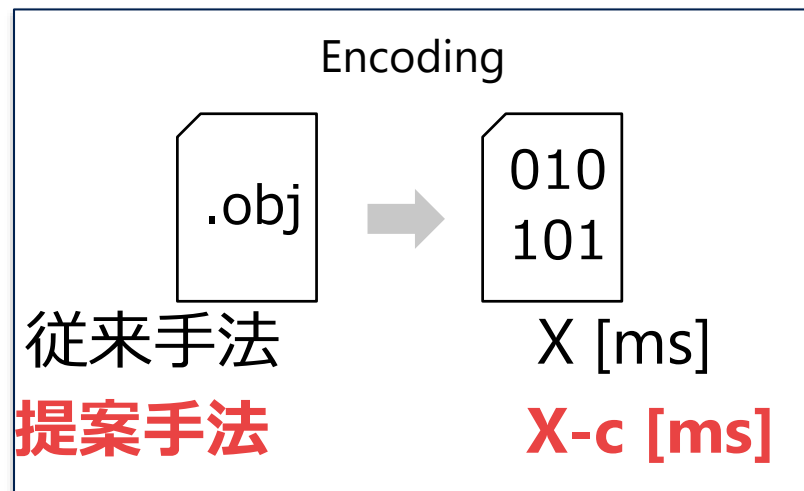 Encoding
.obj
010
101
従来手法 X [ms]
提案手法 X-c [ms]